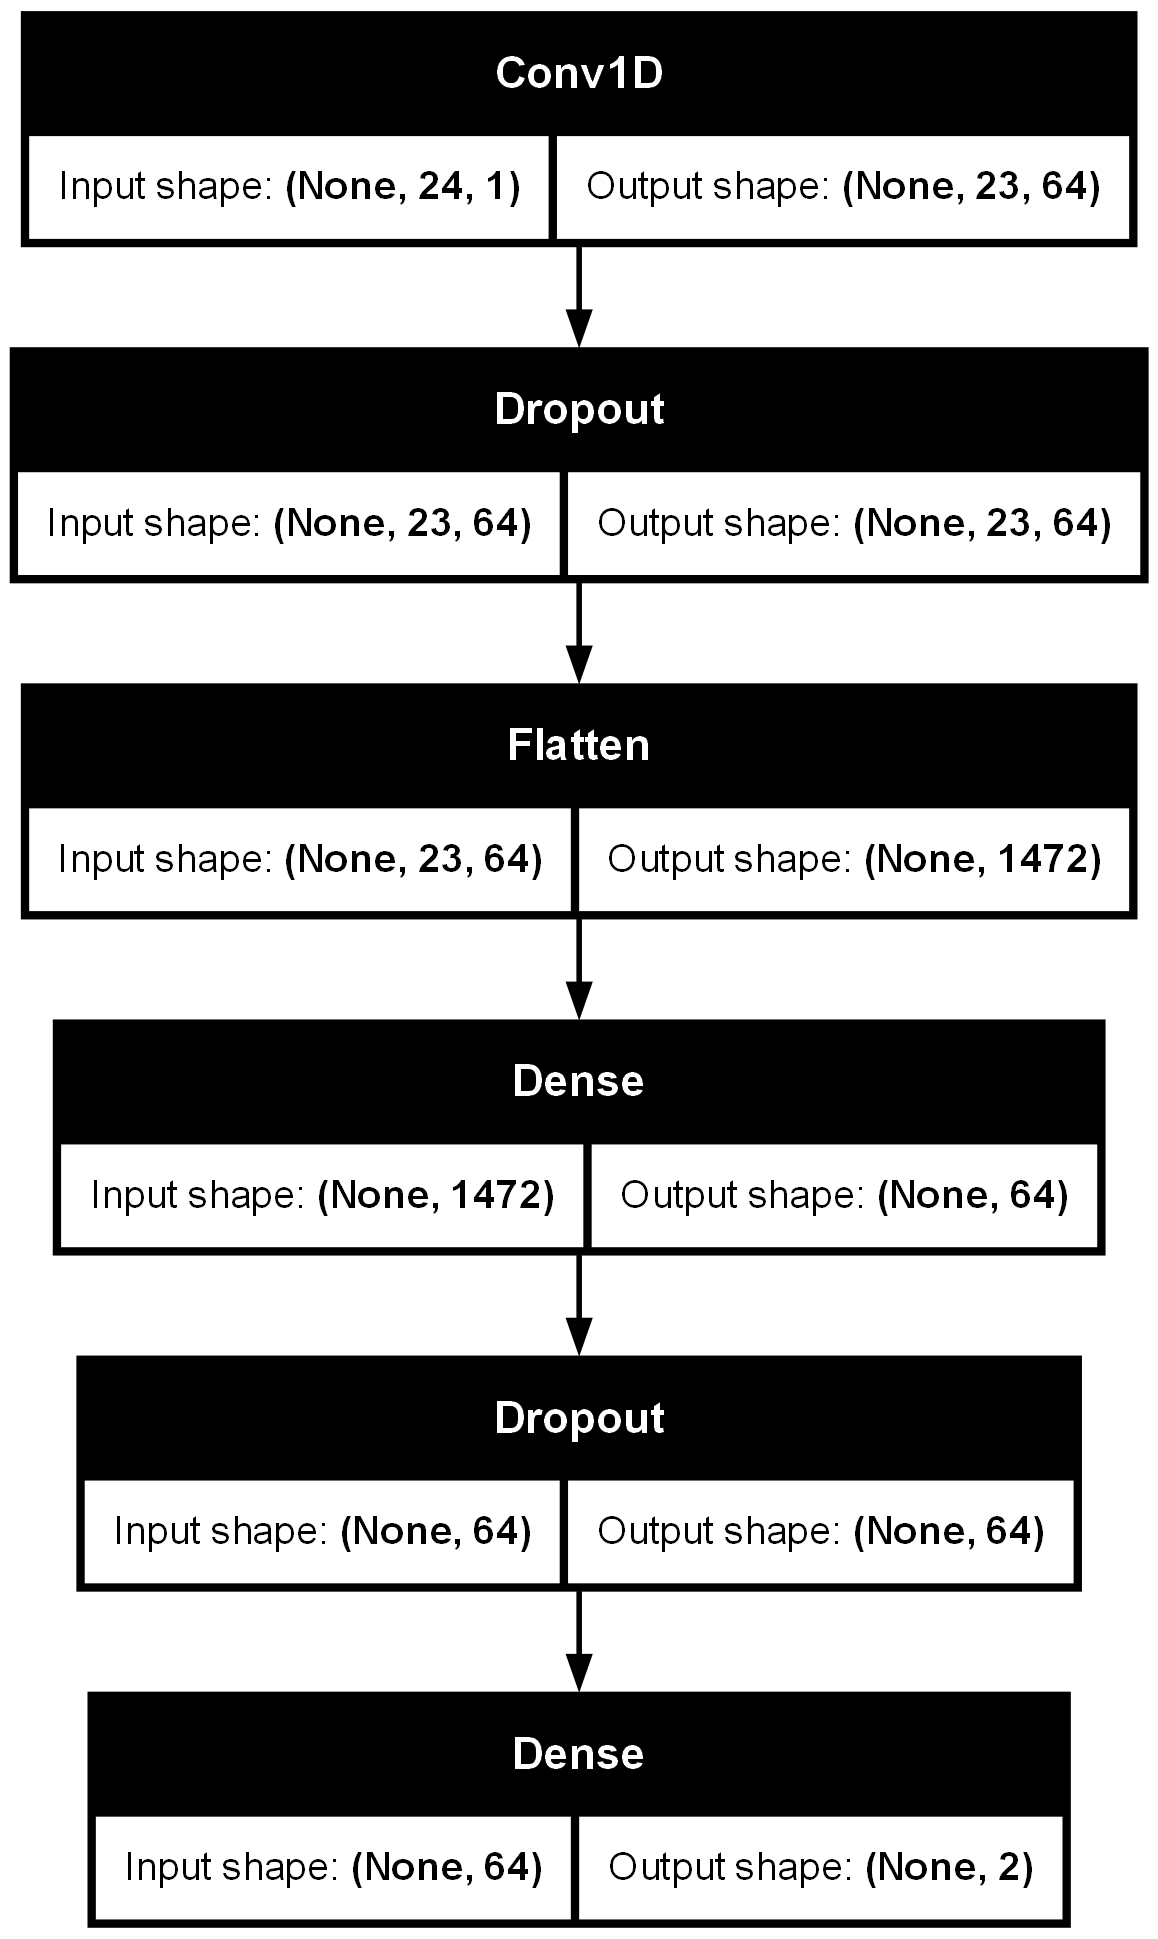 Conv1D
Input shape: (None, 24, 1) Output shape: (None, 23, 64)
Dropout
Input shape: (None, 23, 64) Output shape: (None, 23, 64)
Flatten
Input shape: (None, 23, 64) Output shape: (None, 1472)
Dense
Input shape: (None, 1472) Output shape: (None, 64)
Dropout
Input shape: (None, 64) Output shape: (None, 64)
Dense
Input shape: (None, 64) Output shape: (None, 2)